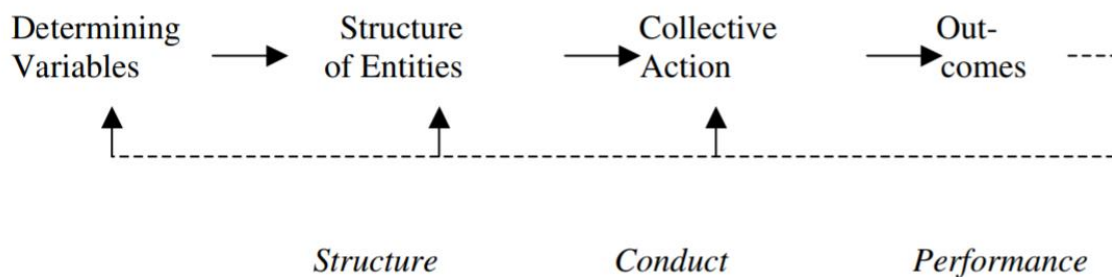 Determining Structure Collective Out-
Variables of Entities Action comes
Structure Conduct Performance